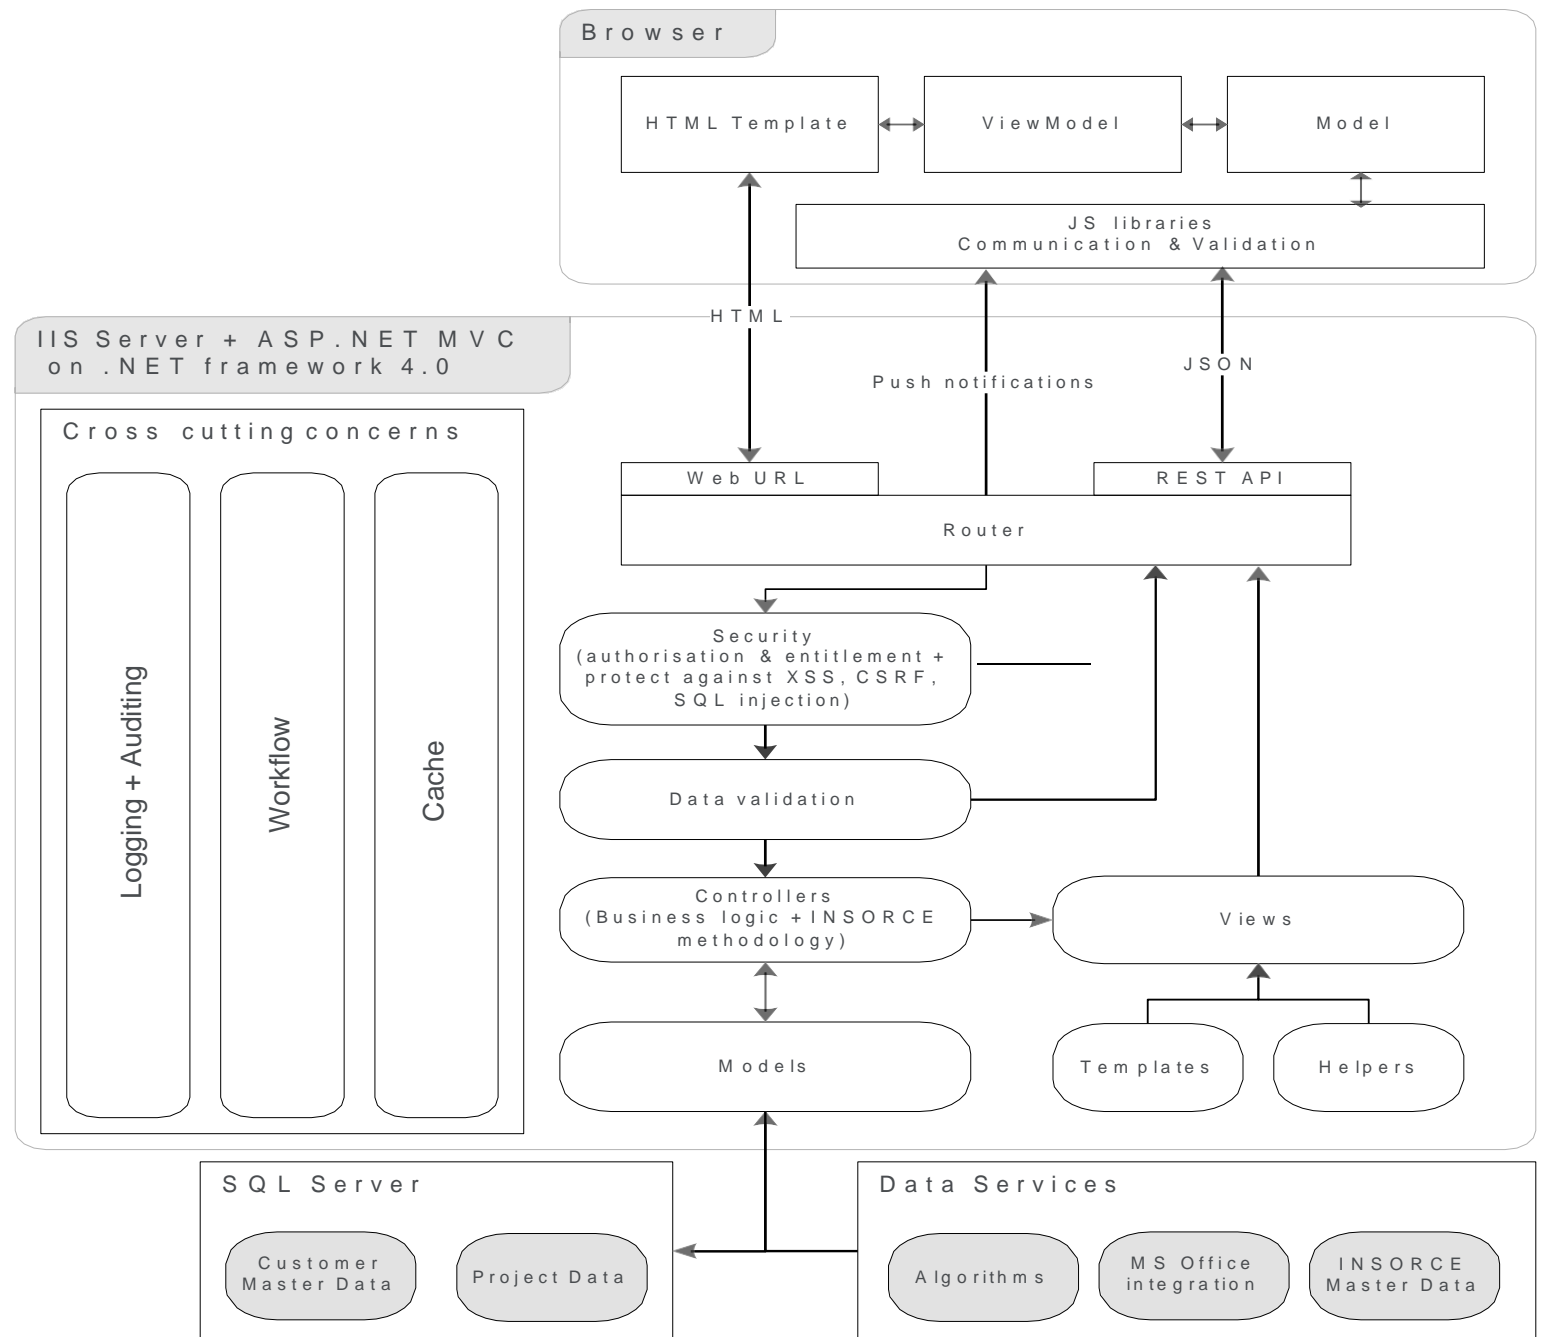 Browser
HTML Template
ViewModel
Model
JS libraries
Communication & Validation
HTML
IIS Server + ASP.NET MVC
on .NET framework 4.0
JSON
Push notifications
Cross cutting concerns
Web URL
REST API
Router
Logging + Auditing
Workflow
Cache
Security
(authorisation & entitlement +
protect against XSS, CSRF,
SQL injection)
Data validation
Controllers
(Business logic + INSORCE
methodology)
Views
Models
Templates
Helpers
SQL Server
Customer
Master Data
Project Data
Data Services
Algorithms
MS Office
integration
INSORCE
Master Data